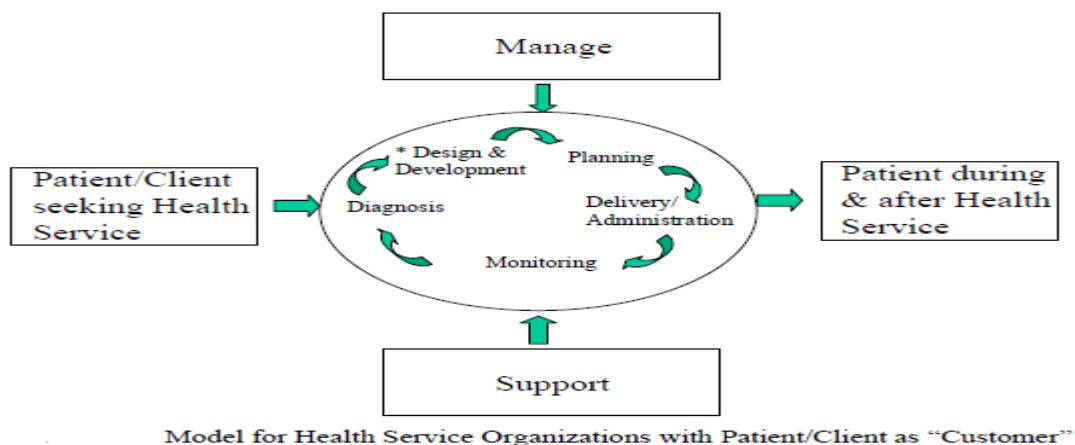 Manage
* Design &
Development
Planning
Patient/Client
seeking Health
Service
Diagnosis
Delivery/
Administration
Patient during
& after Health
Service
Monitoring
Support
Model for Health Service Organizations with Patient/Client as “Customer”